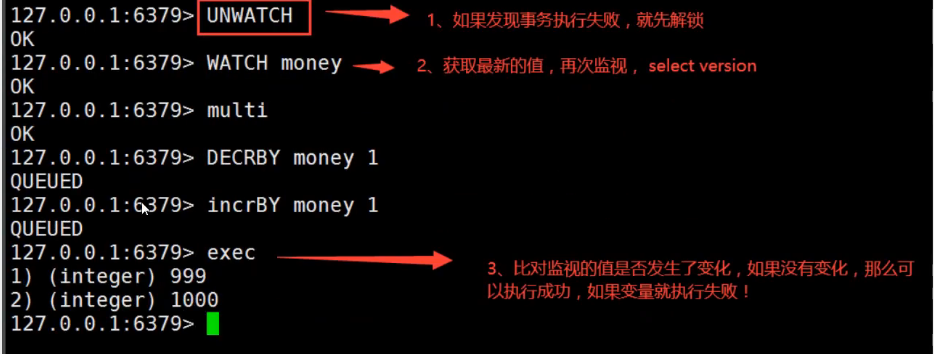 127.0.0.1:6379> UNWATCH
1、如果发现事务执行失败，就先解锁
OK
127.0.0.1:6379> WATCH money
2、获取最新的值，再次监视， select version
OK
127.0.0.1:6379> multi
OK
127.0.0.1:6379> DECRBY money 1
QUEUED
127.0.0.1:6379> incrBY money 1
QUEUED
127.0.0.1:6379> exec
3、比对监视的值是否发生了变化，如果没有变化，那么可
以执行成功，如果变量就执行失败！
1) (integer) 999
2) (integer) 1000
127.0.0.1:6379>